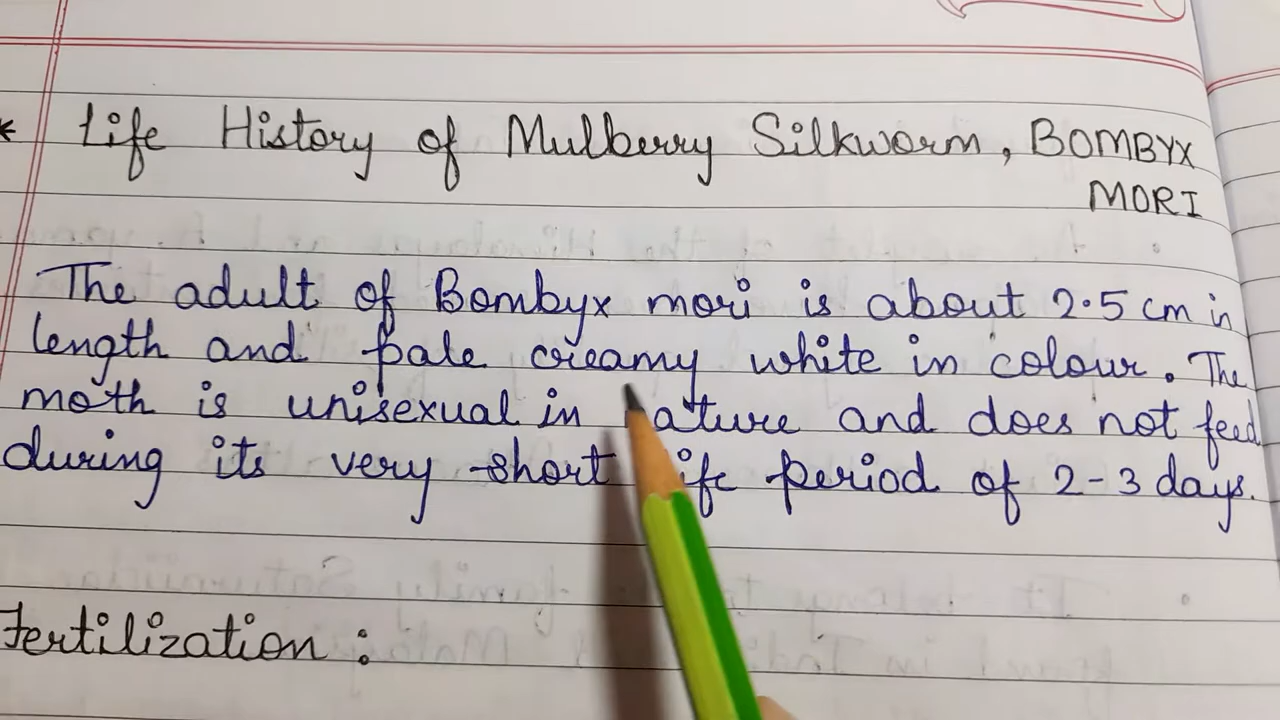 * Life History of Mulberry Silkworm, BOMBYX
MORI
The adult of Bombyx mori is about 2.5 cm in
length and pale creamy white in colour. The
moth is unisexual in nature and does not feed
during its very short life period of 2-3 days.
Fertilization :